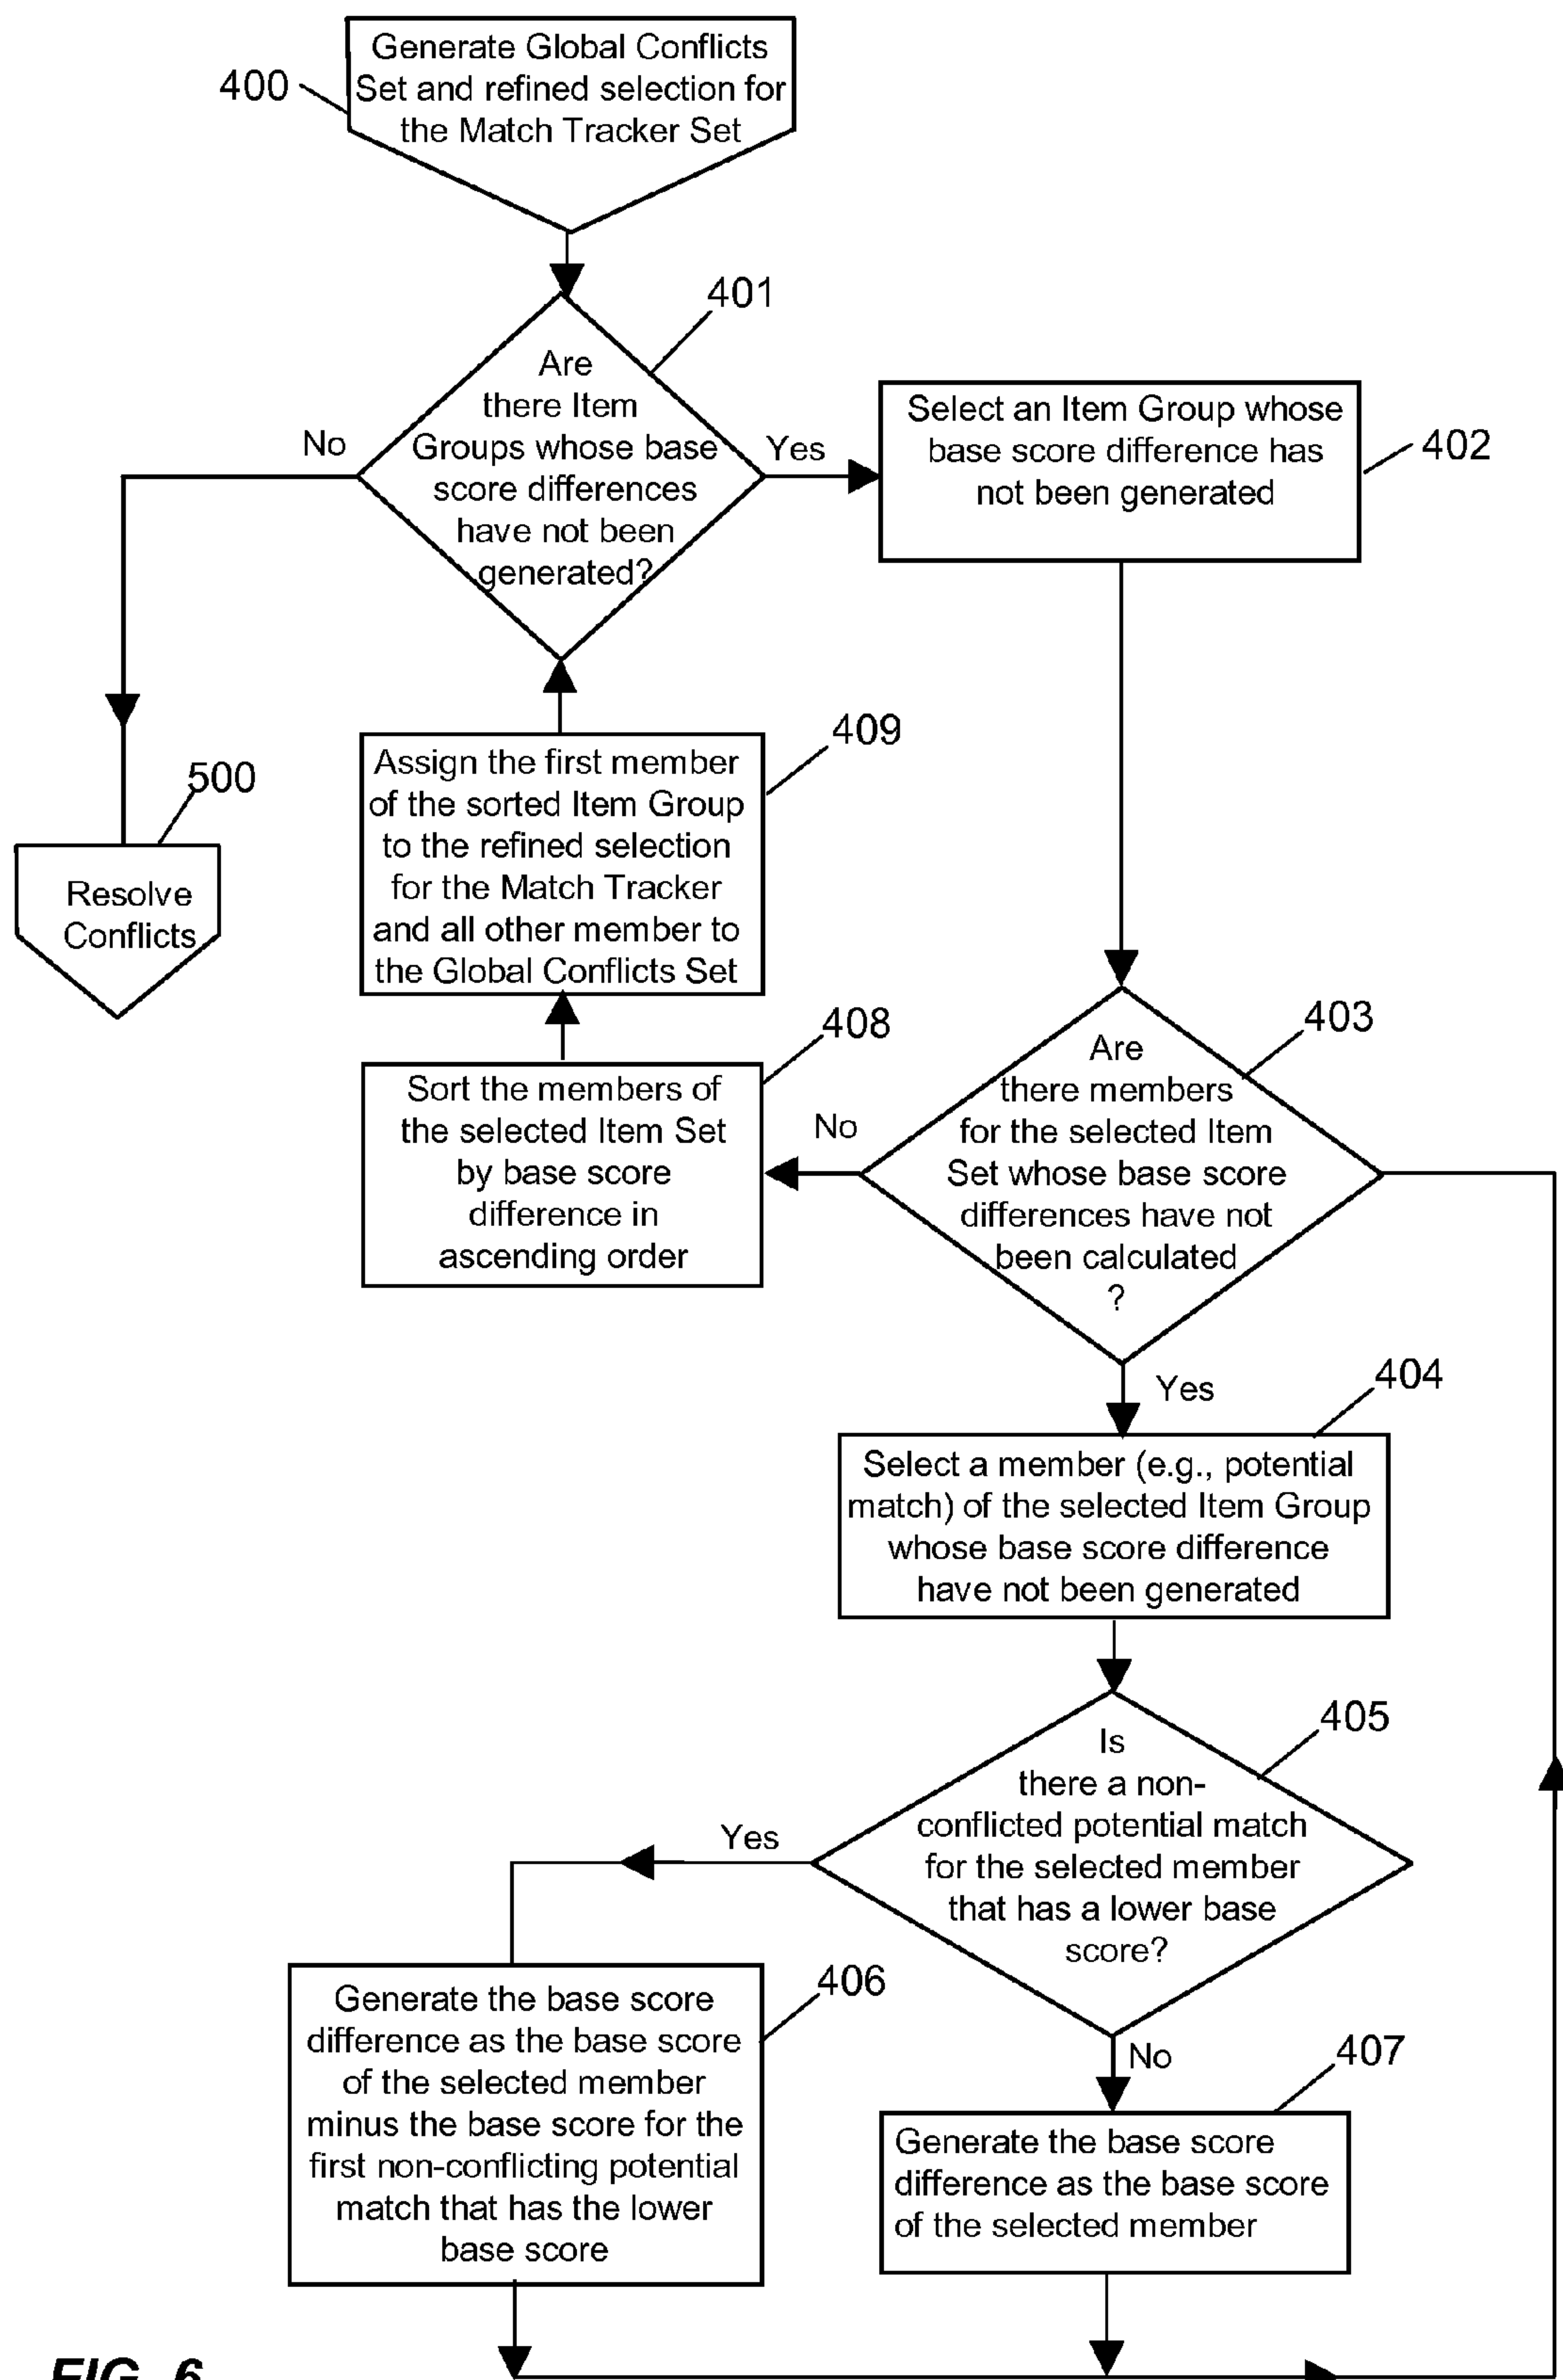 Generate Global Conflicts
Set and refined selection for
the Match Tracker Set
400
401
Are
there Item
Groups whose base
score differences
have not been
generated?
No
Yes
Select an Item Group whose
base score difference has
not been generated
402
Assign the first member
of the sorted Item Group
to the refined selection
for the Match Tracker
and all other member to
the Global Conflicts Set
409
500
Resolve
Conflicts
403
Are
there members
for the selected Item
Set whose base score
differences have not
been calculated
?
No
408
Sort the members of
the selected Item Set
by base score
difference in
ascending order
Yes
404
Select a member (e.g., potential
match) of the selected Item Group
whose base score difference
have not been generated
405
Is
there a non-
conflicted potential match
for the selected member
that has a lower base
score?
Yes
406
Generate the base score
difference as the base score
of the selected member
minus the base score for the
first non-conflicting potential
match that has the lower
base score
No
407
Generate the base score
difference as the base score
of the selected member
FIG. 6